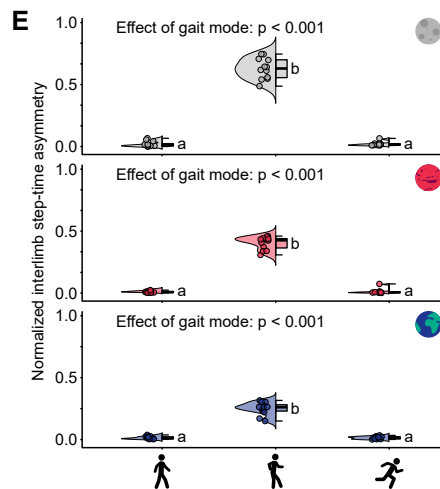 E
Normalized interlimb step-time asymmetry
1.0
Effect of gait mode: p < 0.001
0.5
b
0.0
a
a
1.0
Effect of gait mode: p < 0.001
0.5
b
0.0
a
a
1.0
Effect of gait mode: p < 0.001
0.5
b
0.0
a
a